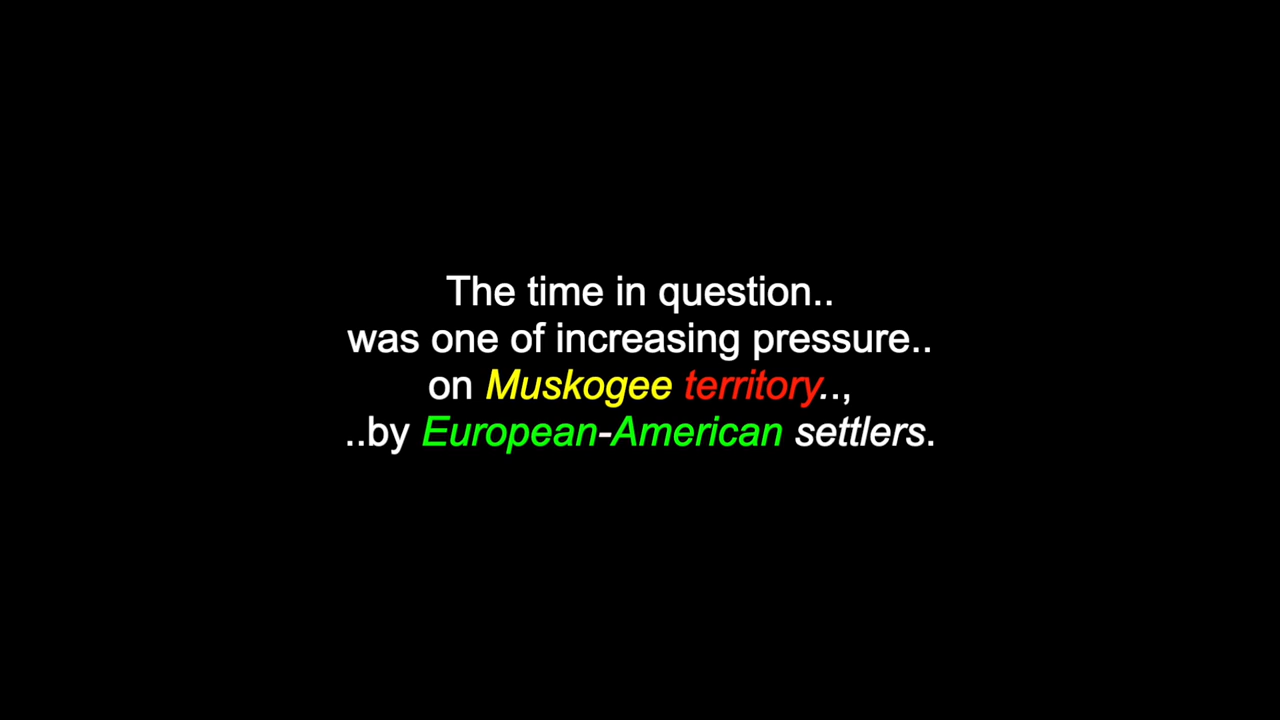 The time in question..
was one of increasing pressure..
on Muskogee territory..,
..by European-American settlers.